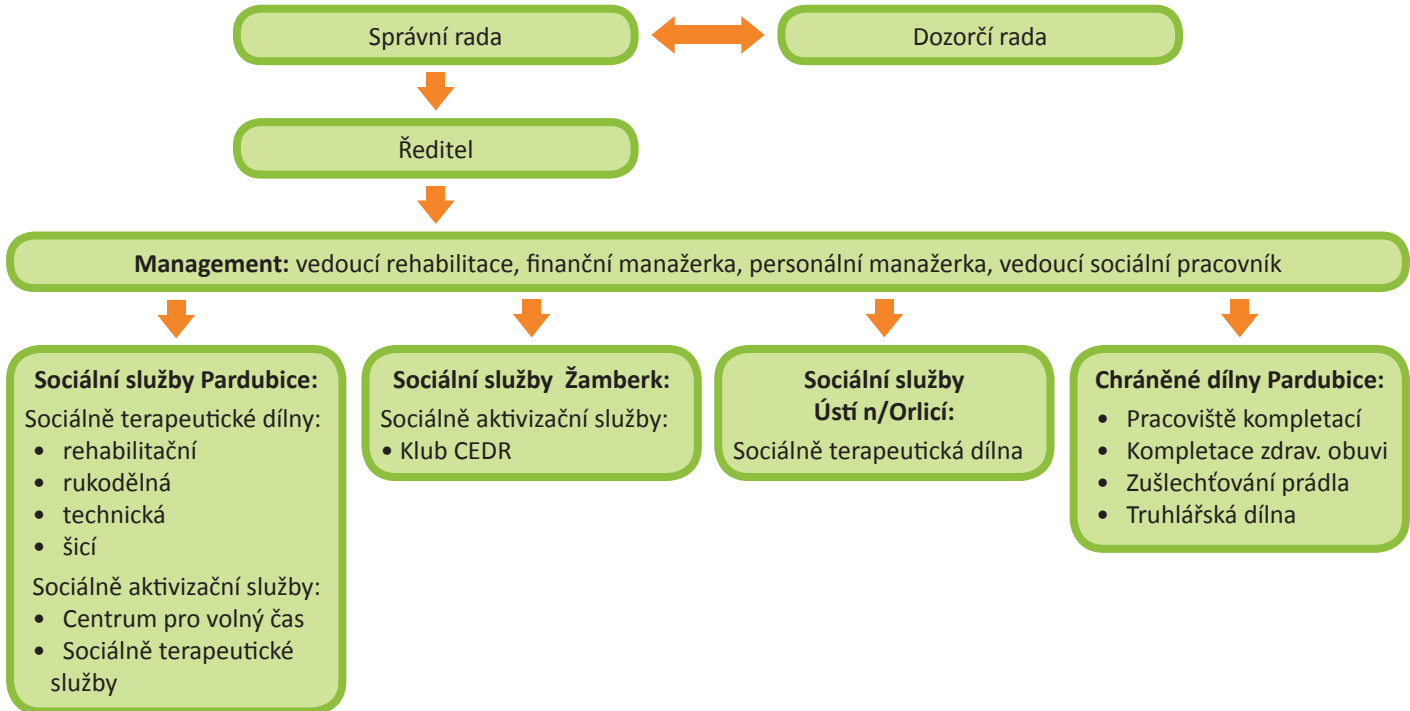 Správní rada
Dozorčí rada
Ředitel
Management: vedoucí rehabilitace, finanční manažerka, personální manažerka, vedoucí sociální pracovník
Sociální služby Pardubice:
Sociálně terapeutické dílny:
• rehabilitační
• rukodělná
• technická
• šicí
Sociálně aktivizační služby:
• Centrum pro volný čas
• Sociálně terapeutické
služby
Sociální služby Žamberk:
Sociálně aktivizační služby:
• Klub CEDR
Sociální služby
Ústí n/Orlicí:
Sociálně terapeutická dílna
Chráněné dílny Pardubice:
• Pracoviště kompletací
• Kompletace zdrav. obuvi
• Zušlechťování prádla
• Truhlářská dílna